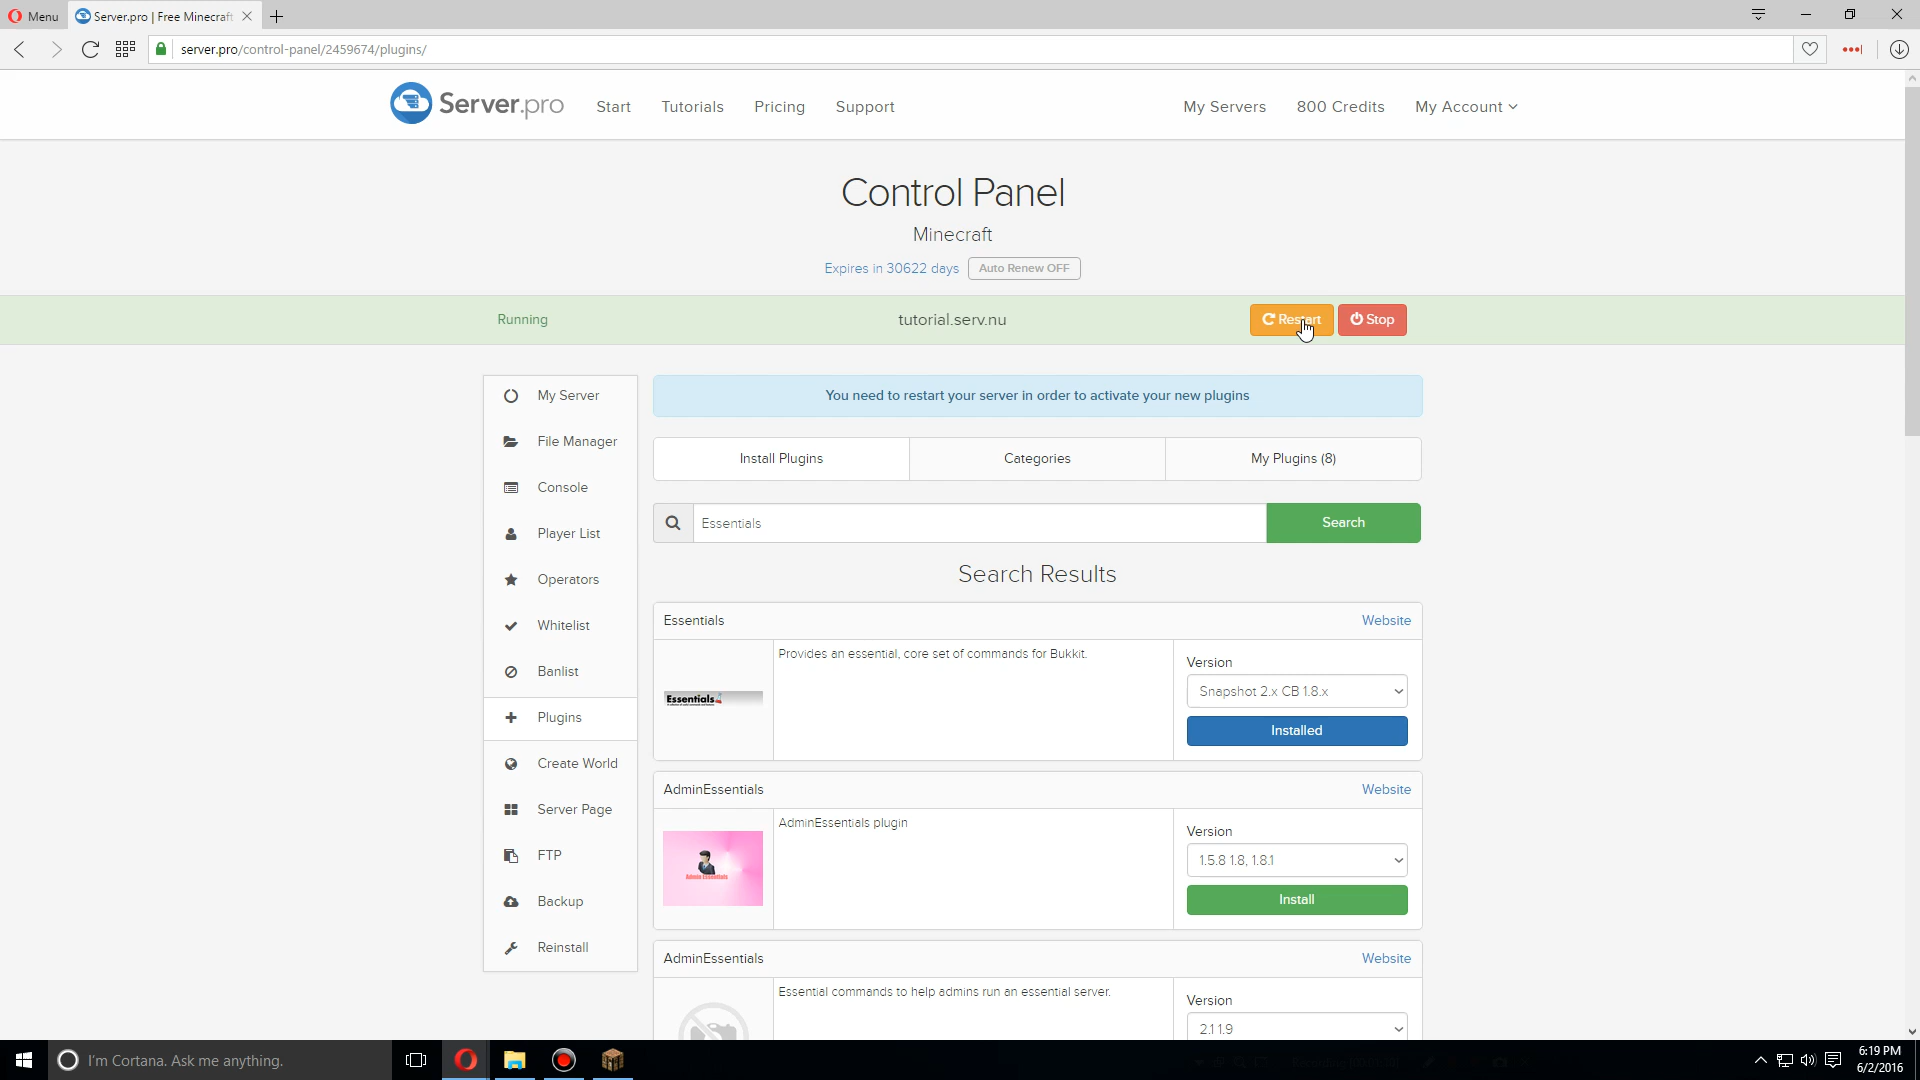 Menu
Server.pro | Free Minecraft
server.pro/control-panel/2459674/plugins/
Server.pro
Start
Tutorials
Pricing
Support
My Servers
800 Credits
My Account
Control Panel
Minecraft
Expires in 30622 days
Auto Renew OFF
Running
tutorial.serv.nu
Restart
Stop
My Server
File Manager
Console
Player List
Operators
Whitelist
Banlist
Plugins
Create World
Server Page
FTP
Backup
Reinstall
You need to restart your server in order to activate your new plugins
Install Plugins
Categories
My Plugins (8)
Essentials
Search
Search Results
Essentials
Website
Essentials
Provides an essential, core set of commands for Bukkit.
Version
Snapshot 2.x CB 1.8.x
Installed
AdminEssentials
Website
Admin Essentials
AdminEssentials plugin
Version
1.5.8 1.8, 1.8.1
Install
AdminEssentials
Website
Essential commands to help admins run an essential server.
Version
2.1 1.9
I'm Cortana. Ask me anything.
6:19 PM
6/2/2016